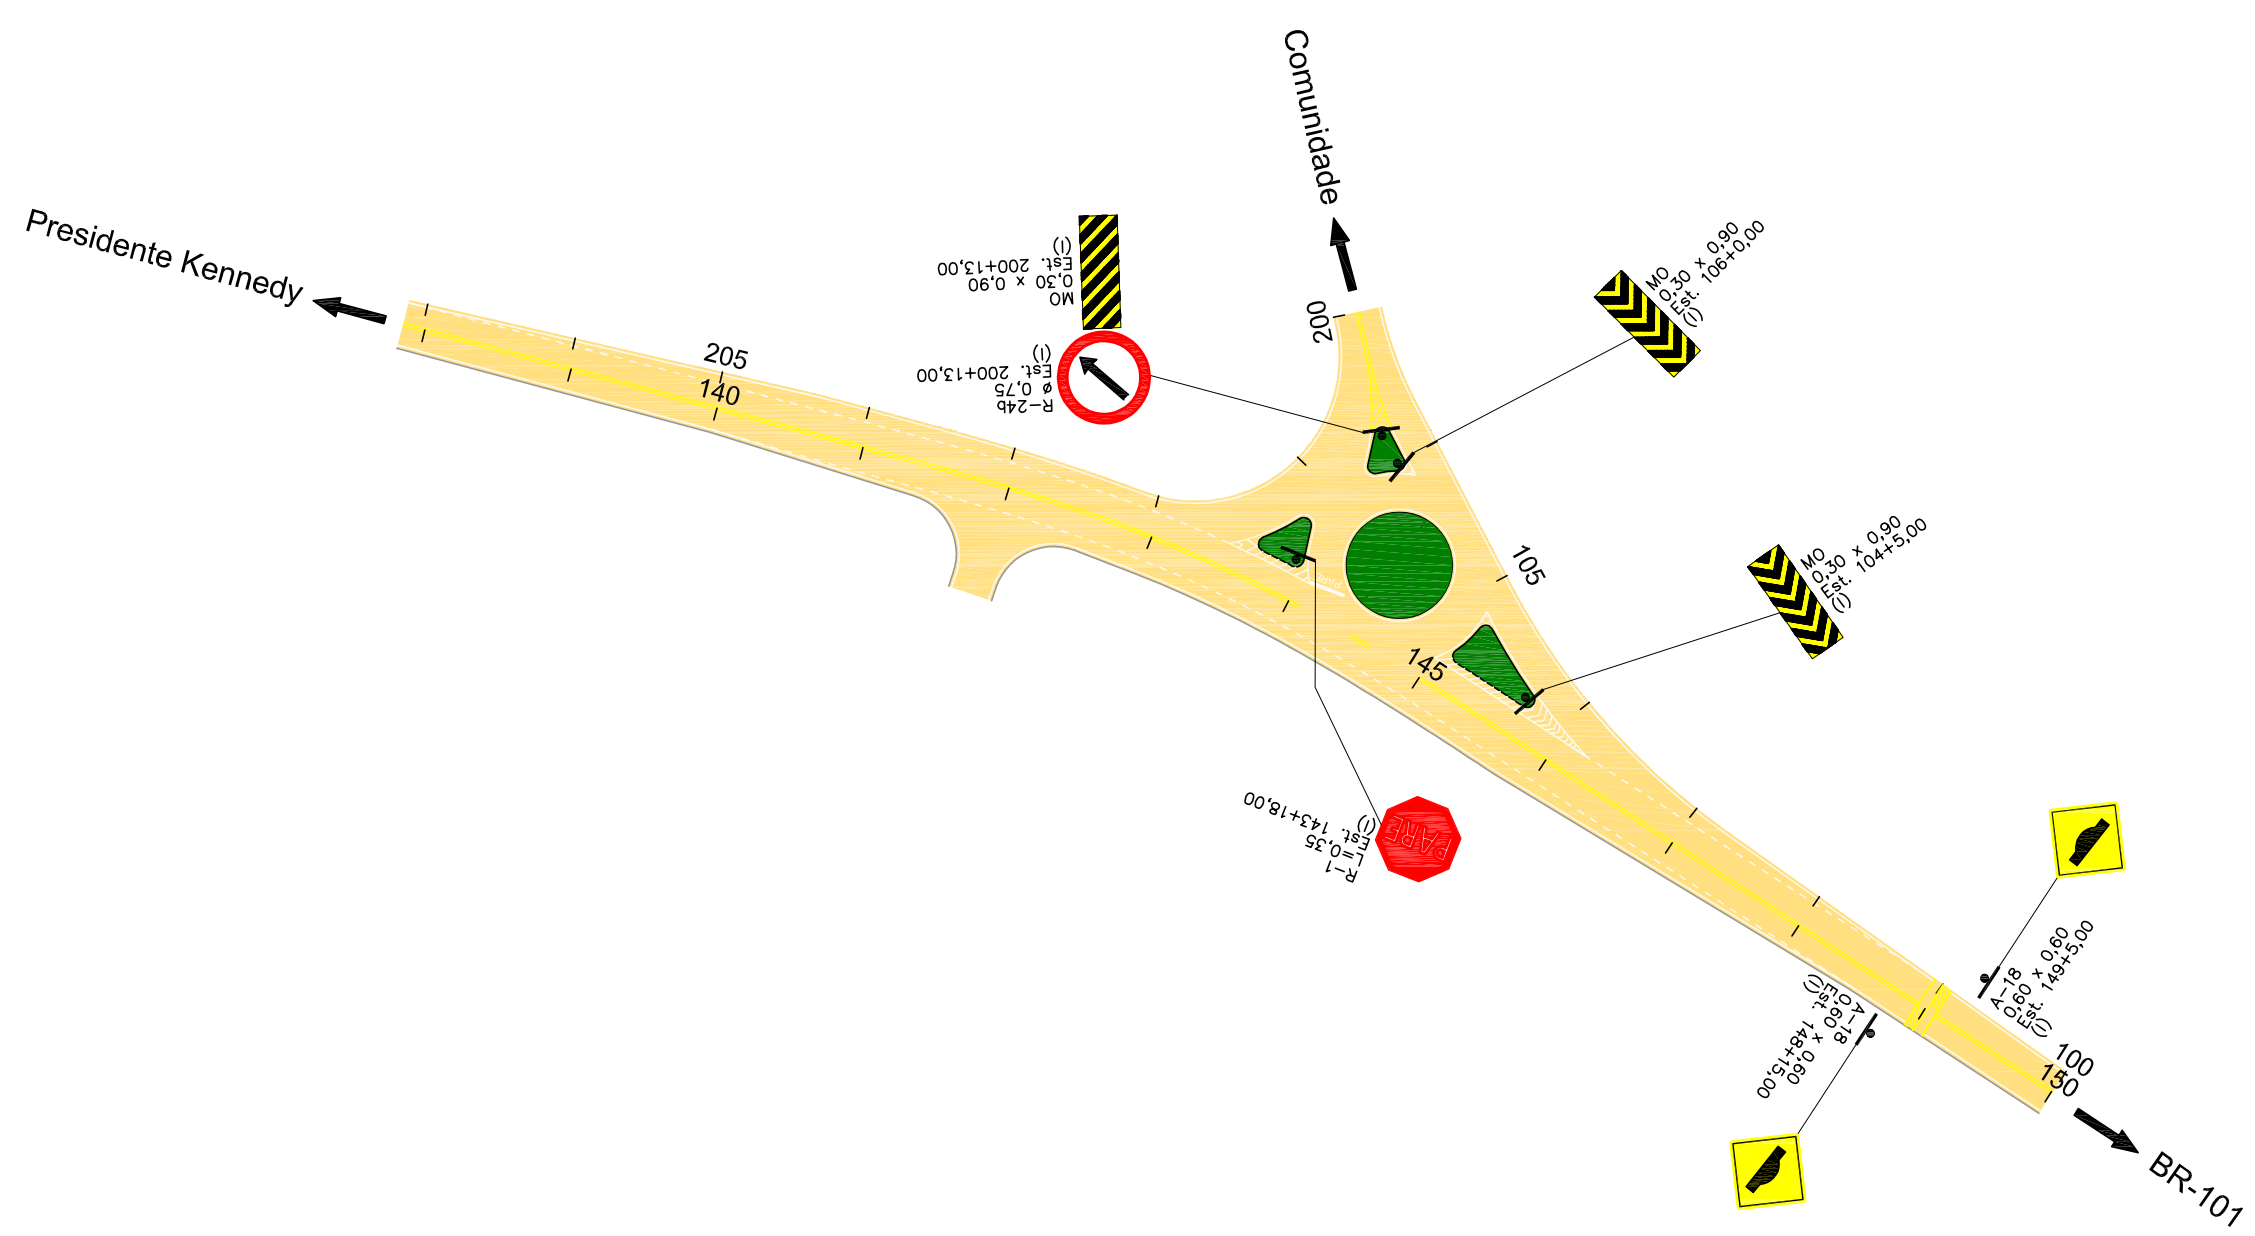 Presidente Kennedy
Comunidade
MO
0,30 x 0,90
Est. 200+13,00
(I)
R-24b
ø 0,75
Est. 200+13,00
(I)
MO
0,30 x 0,90
Est. 106+0,00
(I)
200
205
140
105
MO
0,30 x 0,90
Est. 104+5,00
(I)
PARE
145
R-1
L=0,35
Est. 143+18,00
(I)
PARE
A-18
0,60 x 0,60
Est. 149+5,00
(I)
A-18
0,60 x 0,60
Est. 148+15,00
(I)
100
150
BR-101